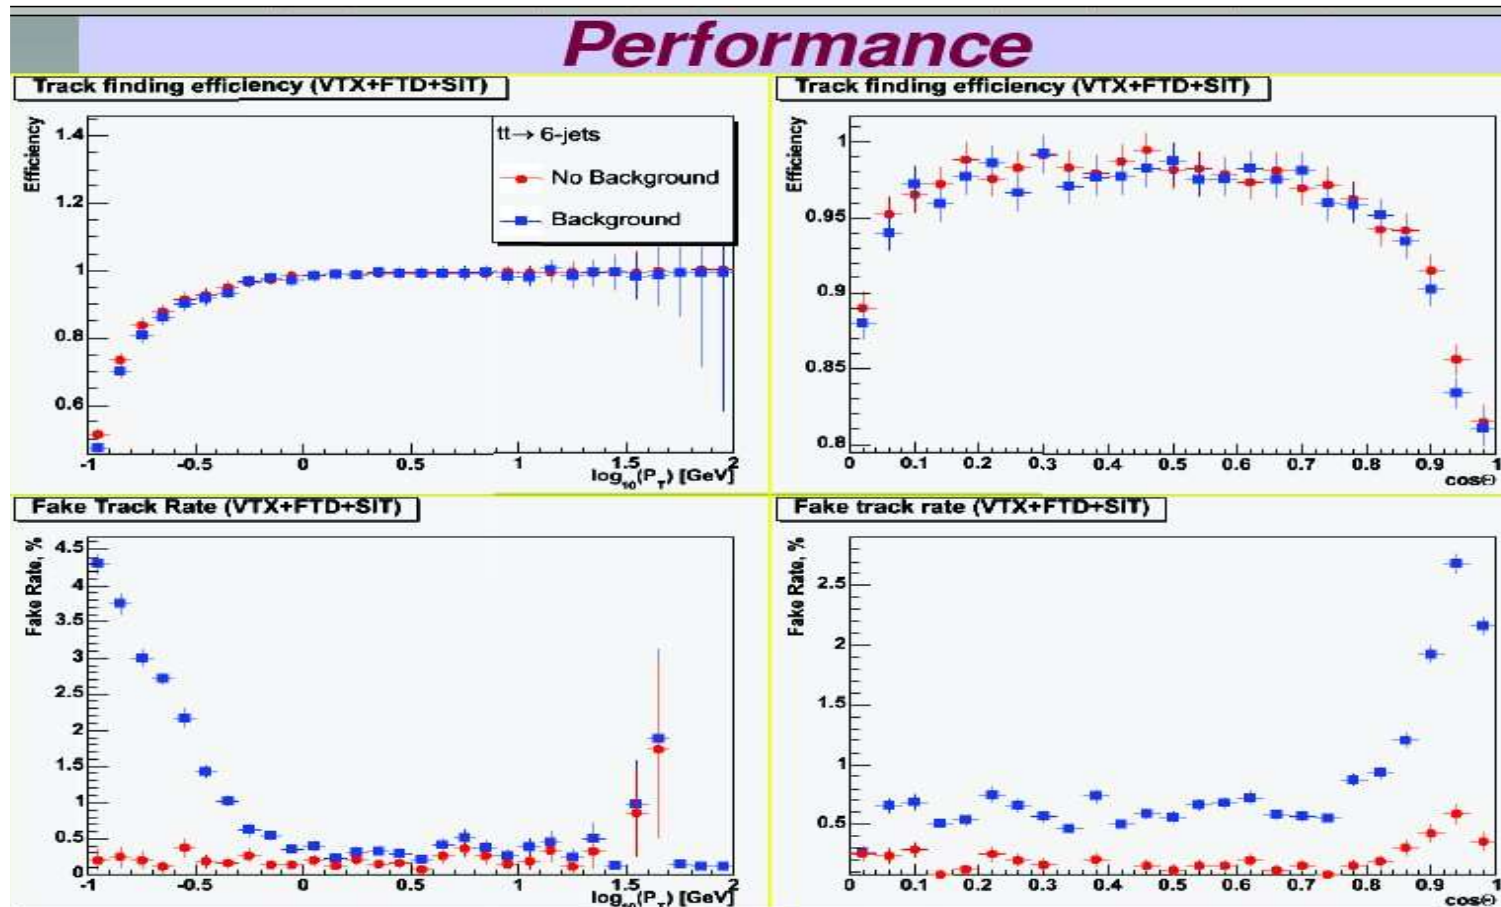 Performance
Track finding efficiency (VTX+FTD+SIT)
Efficiency
1.4
1.2
1
0.8
0.6
tt→ 6-jets
No Background
Background
-1 -0.5 0 0.5 1 1.5 2
log₁₀(P_T) [GeV]
Track finding efficiency (VTX+FTD+SIT)
Efficiency
1
0.95
0.9
0.85
0.8
0 0.1 0.2 0.3 0.4 0.5 0.6 0.7 0.8 0.9 1
cosΘ
Fake Track Rate (VTX+FTD+SIT)
Fake Rate, %
4.5
4
3.5
3
2.5
2
1.5
1
0.5
0
-1 -0.5 0 0.5 1 1.5 2
log₁₀(P_T) [GeV]
Fake track rate (VTX+FTD+SIT)
Fake Rate, %
2.5
2
1.5
1
0.5
0 0.1 0.2 0.3 0.4 0.5 0.6 0.7 0.8 0.9 1
cosΘ